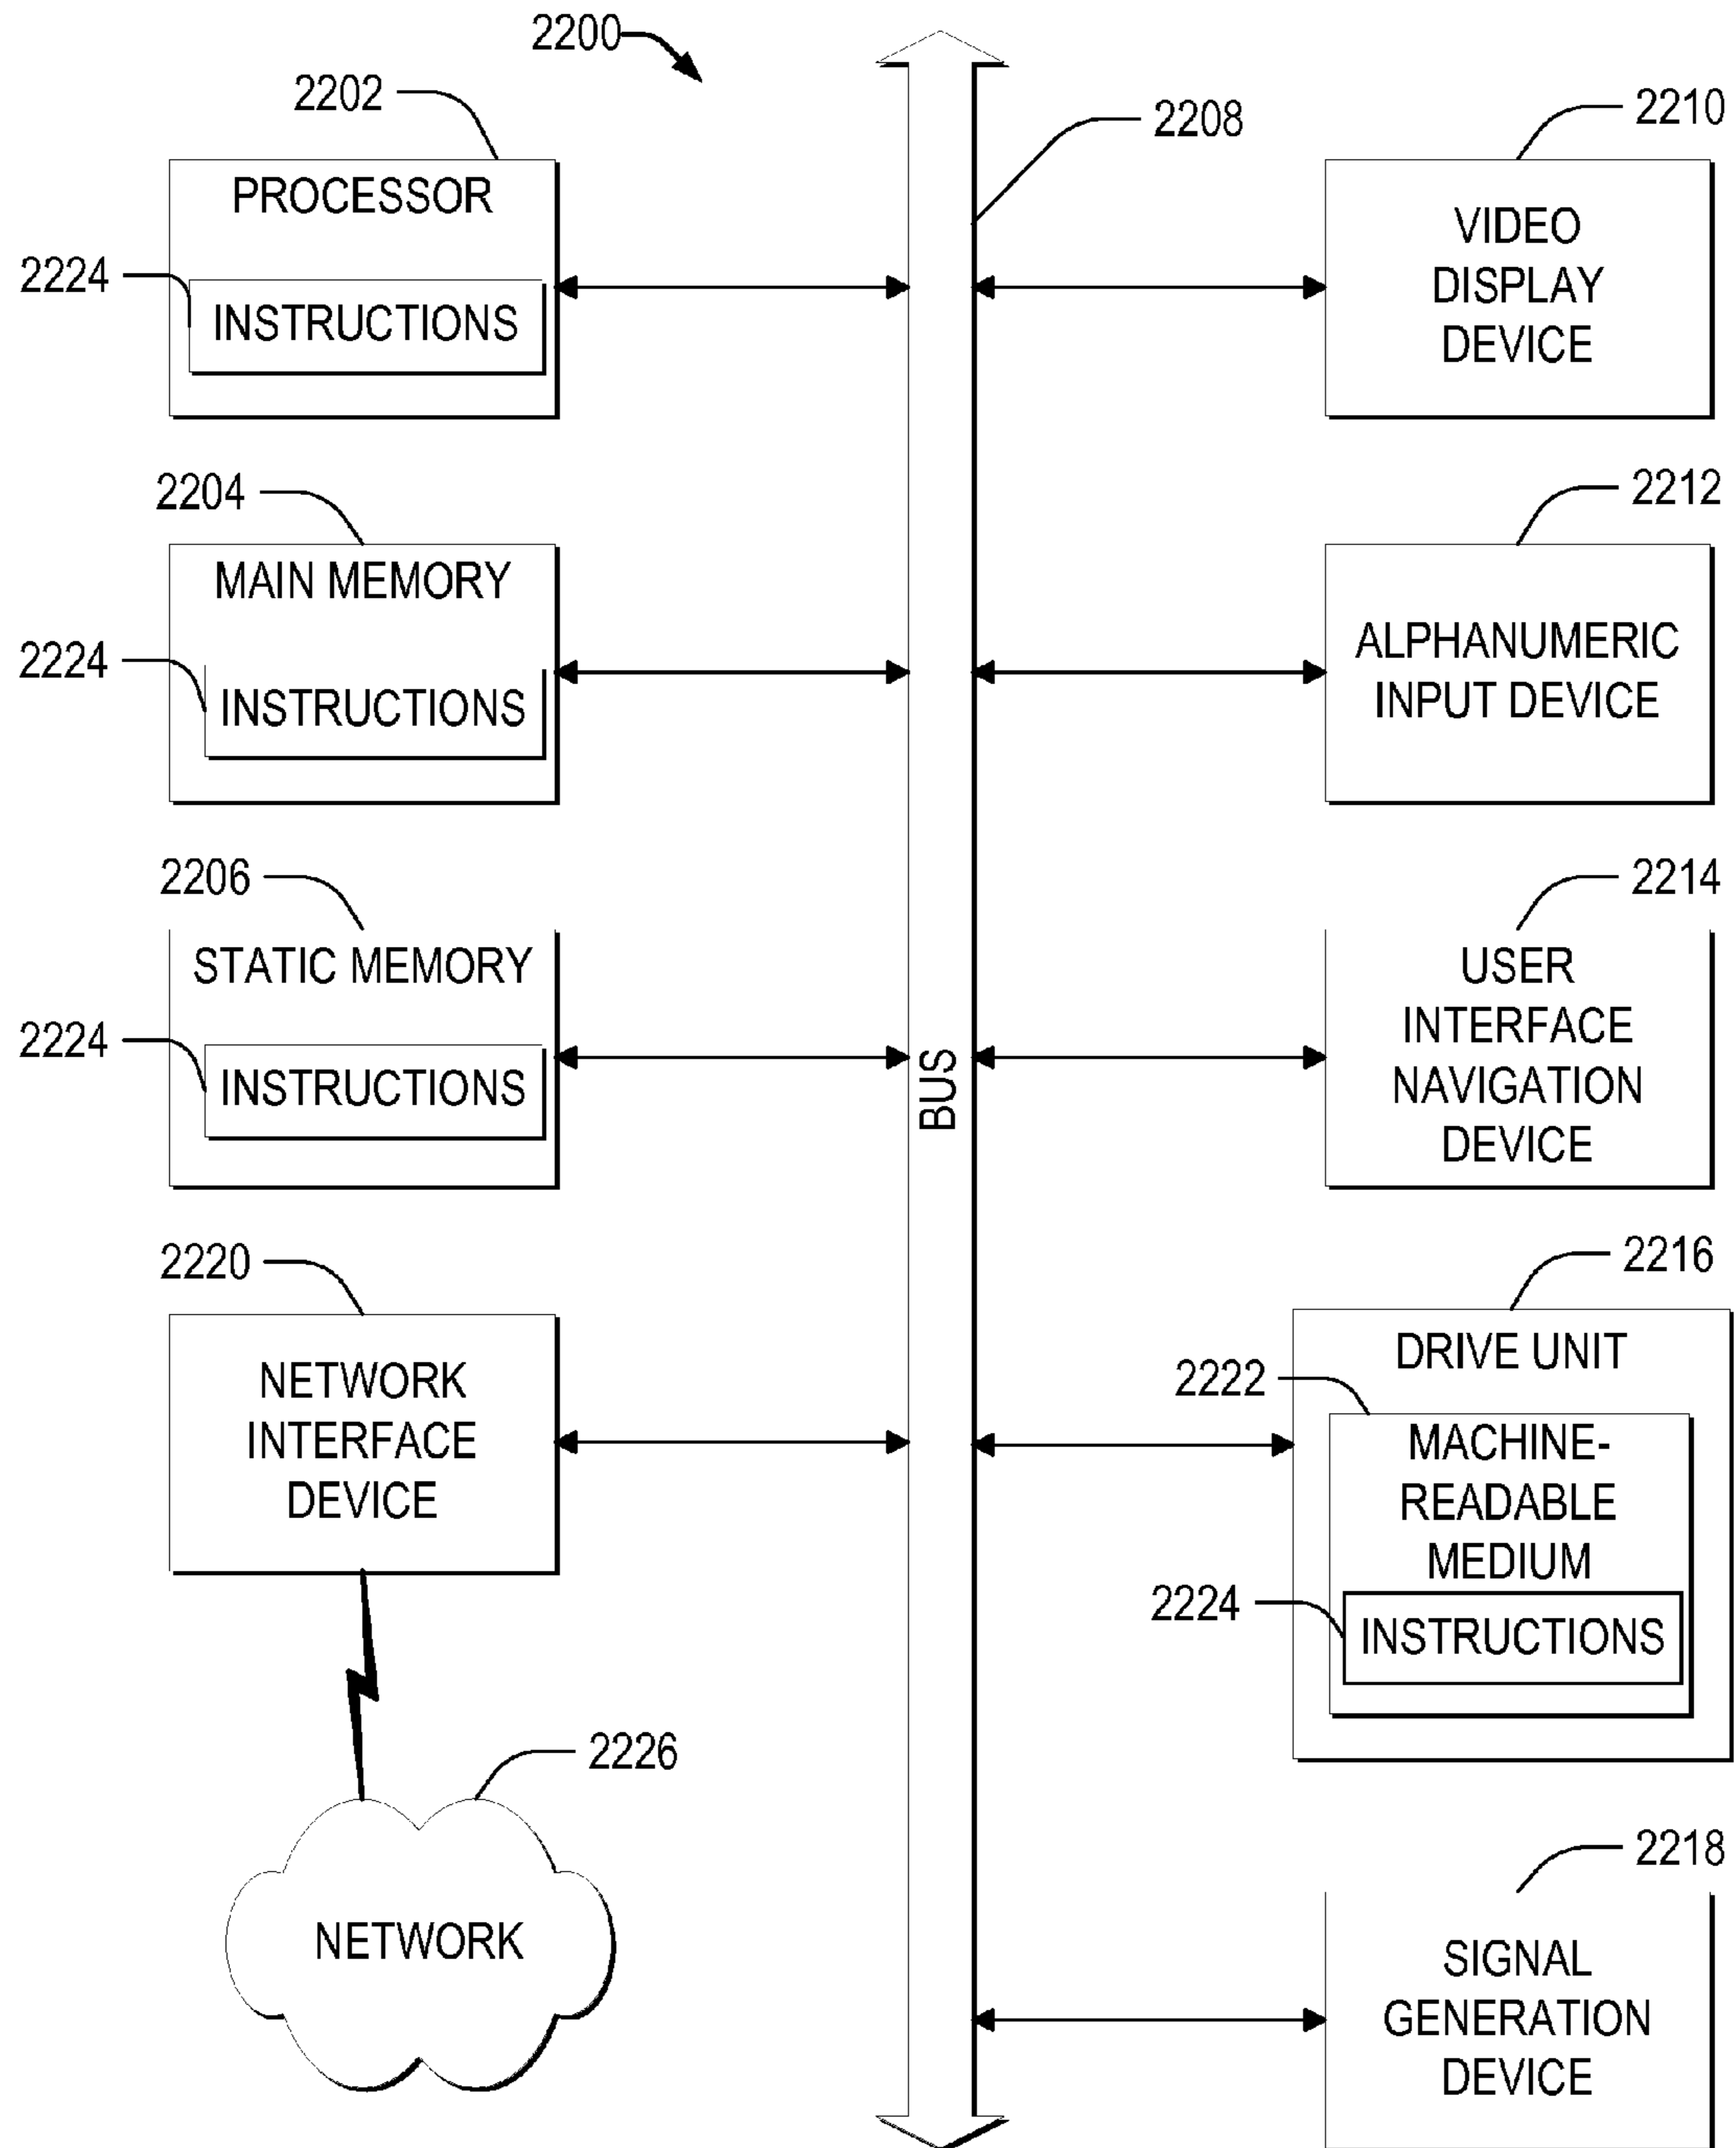 2200
2202
PROCESSOR
2224
INSTRUCTIONS
2204
MAIN MEMORY
2224
INSTRUCTIONS
2206
STATIC MEMORY
2224
INSTRUCTIONS
2220
NETWORK
INTERFACE
DEVICE
2226
NETWORK
2208
BUS
2210
VIDEO
DISPLAY
DEVICE
2212
ALPHANUMERIC
INPUT DEVICE
2214
USER
INTERFACE
NAVIGATION
DEVICE
2216
DRIVE UNIT
2222
MACHINE-
READABLE
MEDIUM
2224
INSTRUCTIONS
2218
SIGNAL
GENERATION
DEVICE